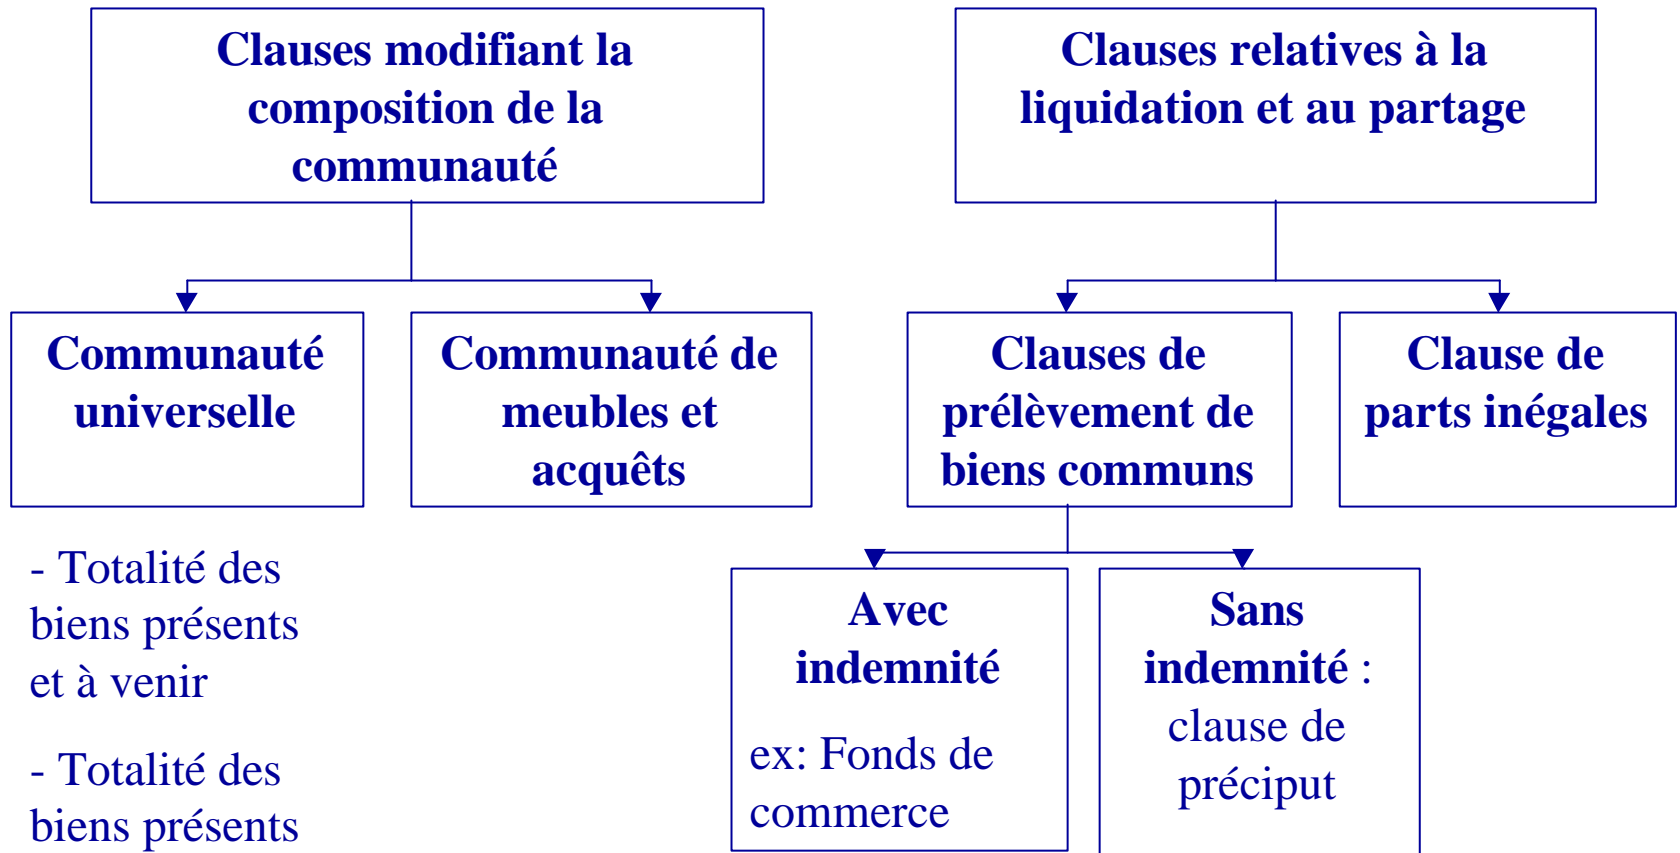 Clauses modifiant la
composition de la
communauté
Clauses relatives à la
liquidation et au partage
Communauté
universelle
Communauté de
meubles et
acquêts
Clauses de
prélèvement de
biens communs
Clause de
parts inégales
- Totalité des
biens présents
et à venir
- Totalité des
biens présents
Avec
indemnité
ex: Fonds de
commerce
Sans
indemnité :
clause de
préciput